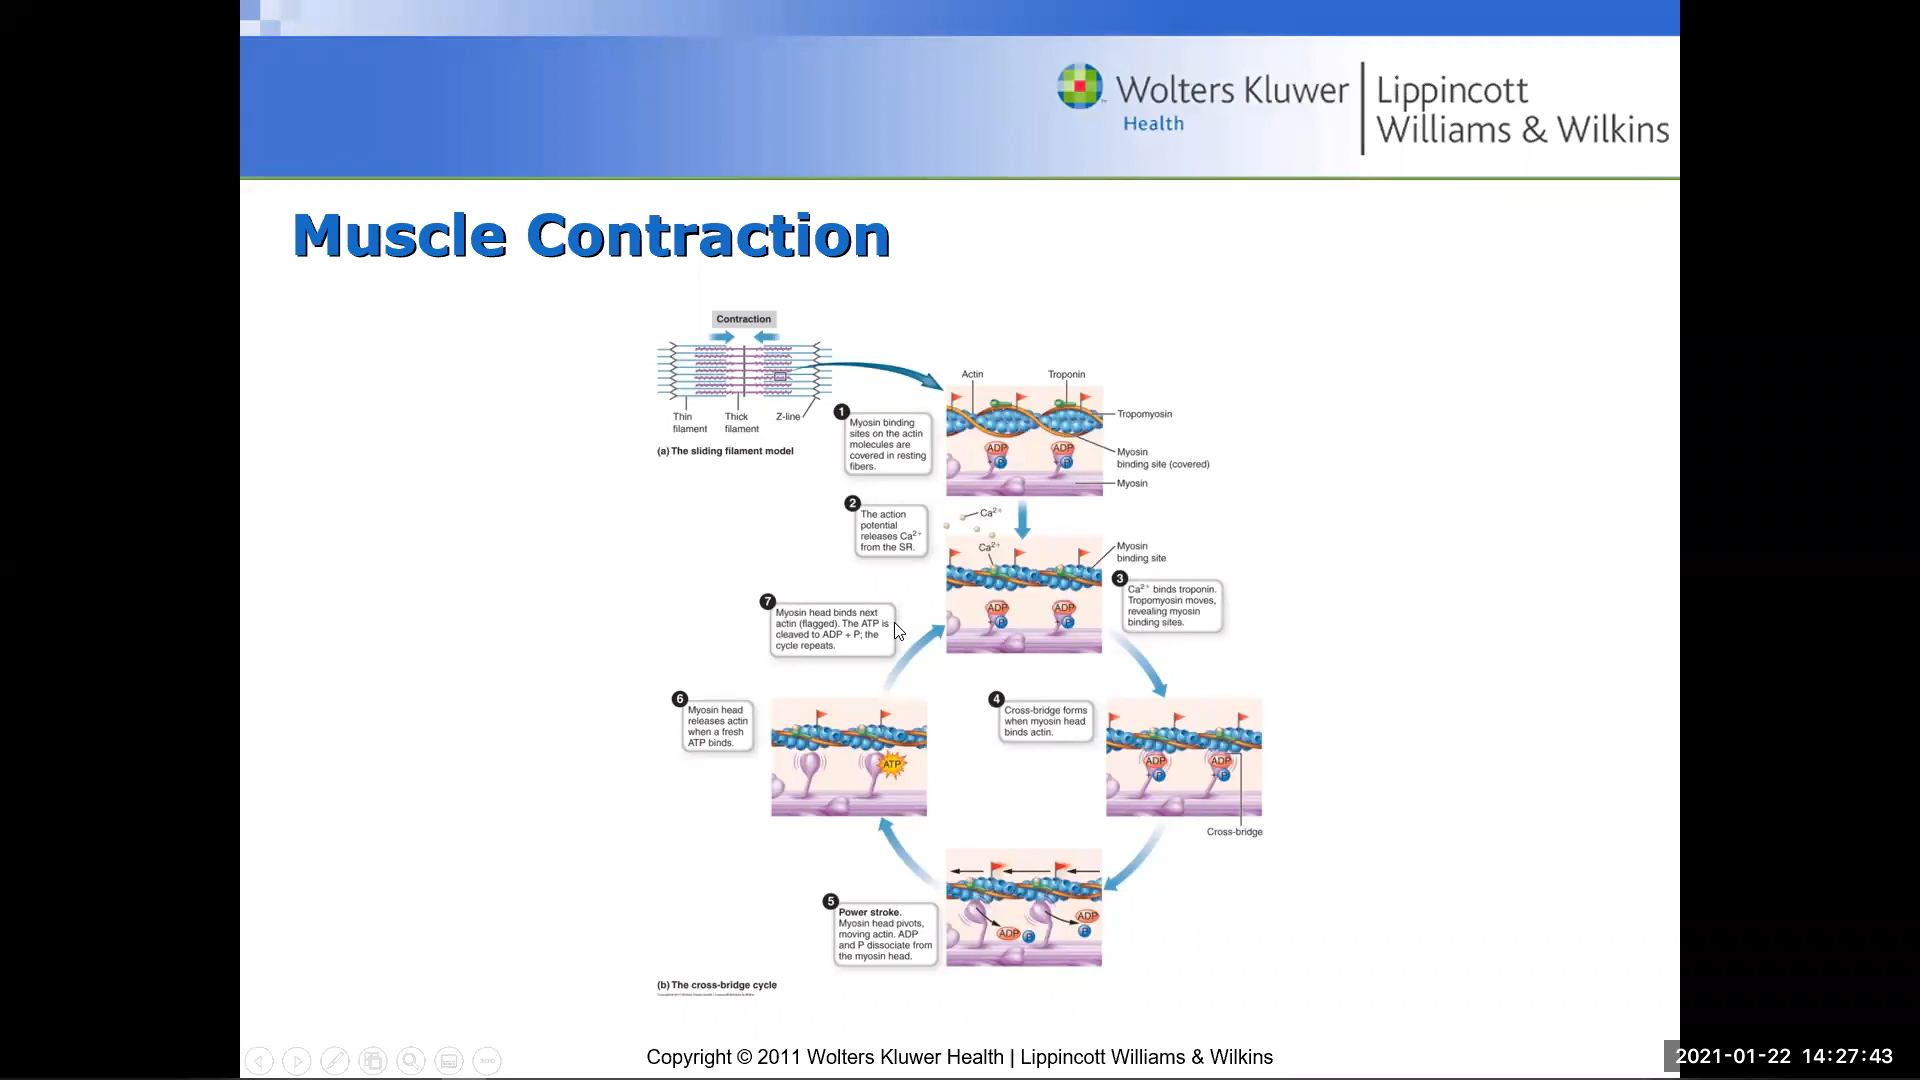 Wolters Kluwer
Health
Lippincott
Williams & Wilkins
Muscle Contraction
Contraction
Thin
filament
Thick
filament
Z-line
(a) The sliding filament model
1
Myosin binding
sites on the actin
molecules are
covered in resting
fibers.
Actin
Troponin
Tropomyosin
ADP
P
ADP
P
Myosin
binding site (covered)
Myosin
2
The action
potential
releases Ca2+
from the SR.
Ca2+
Ca2+
Myosin
binding site
ADP
P
ADP
P
3
Ca2+ binds troponin.
Tropomyosin moves,
revealing myosin
binding sites.
7
Myosin head binds next
actin (flagged). The ATP is
cleaved to ADP + P; the
cycle repeats.
6
Myosin head
releases actin
when a fresh
ATP binds.
ATP
4
Cross-bridge forms
when myosin head
binds actin.
ADP
P
ADP
P
Cross-bridge
5
Power stroke.
Myosin head pivots,
moving actin. ADP
and P dissociate from
the myosin head.
ADP
P
ADP
P
(b) The cross-bridge cycle
Copyright © 2011 Wolters Kluwer Health | Lippincott Williams & Wilkins
2021-01-22 14:27:43